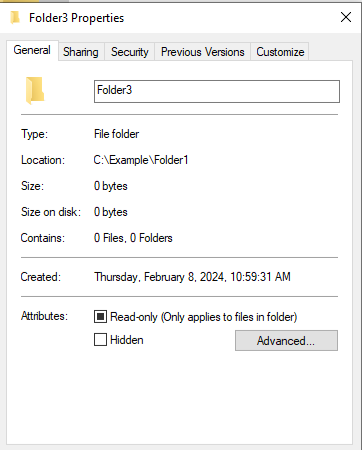 Folder3 Properties
General Sharing Security Previous Versions Customize
Folder3
Type: File folder
Location: C:\Example\Folder1
Size: 0 bytes
Size on disk: 0 bytes
Contains: 0 Files, 0 Folders
Created: Thursday, February 8, 2024, 10:59:31 AM
Attributes: Read-only (Only applies to files in folder)
Hidden Advanced...